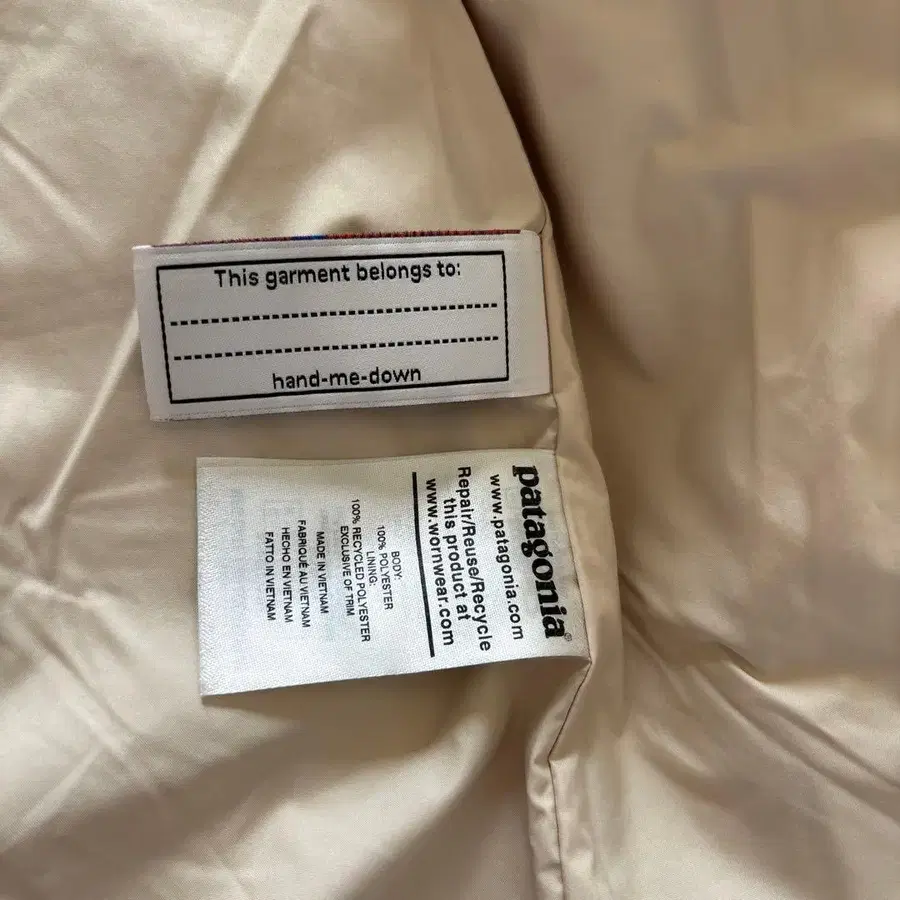 This garment belongs to:
hand-me-down
patagonia®
www.patagonia.com
Repair/Reuse/Recycle
this product at
www.wornwear.com
BODY:
100% POLYESTER
LINING:
100% RECYCLED POLYESTER
EXCLUSIVE OF TRIM
MADE IN VIETNAM
FABRIQUÉ AU VIETNAM
HECHO EN VIETNAM
FATTO IN VIETNAM